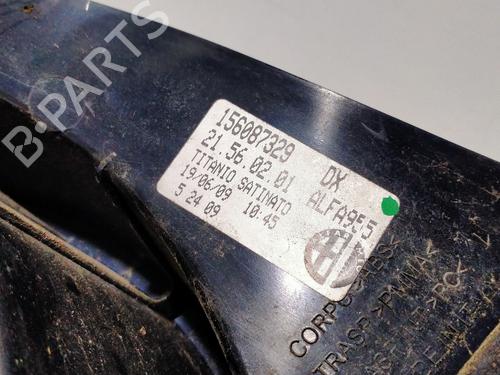 B-PARTS
156087329 DX
21.56.02.01 ALFA955
TITANIO SATINATO
19/06/09 10:45
5 24 09
CORPO
TRASP.